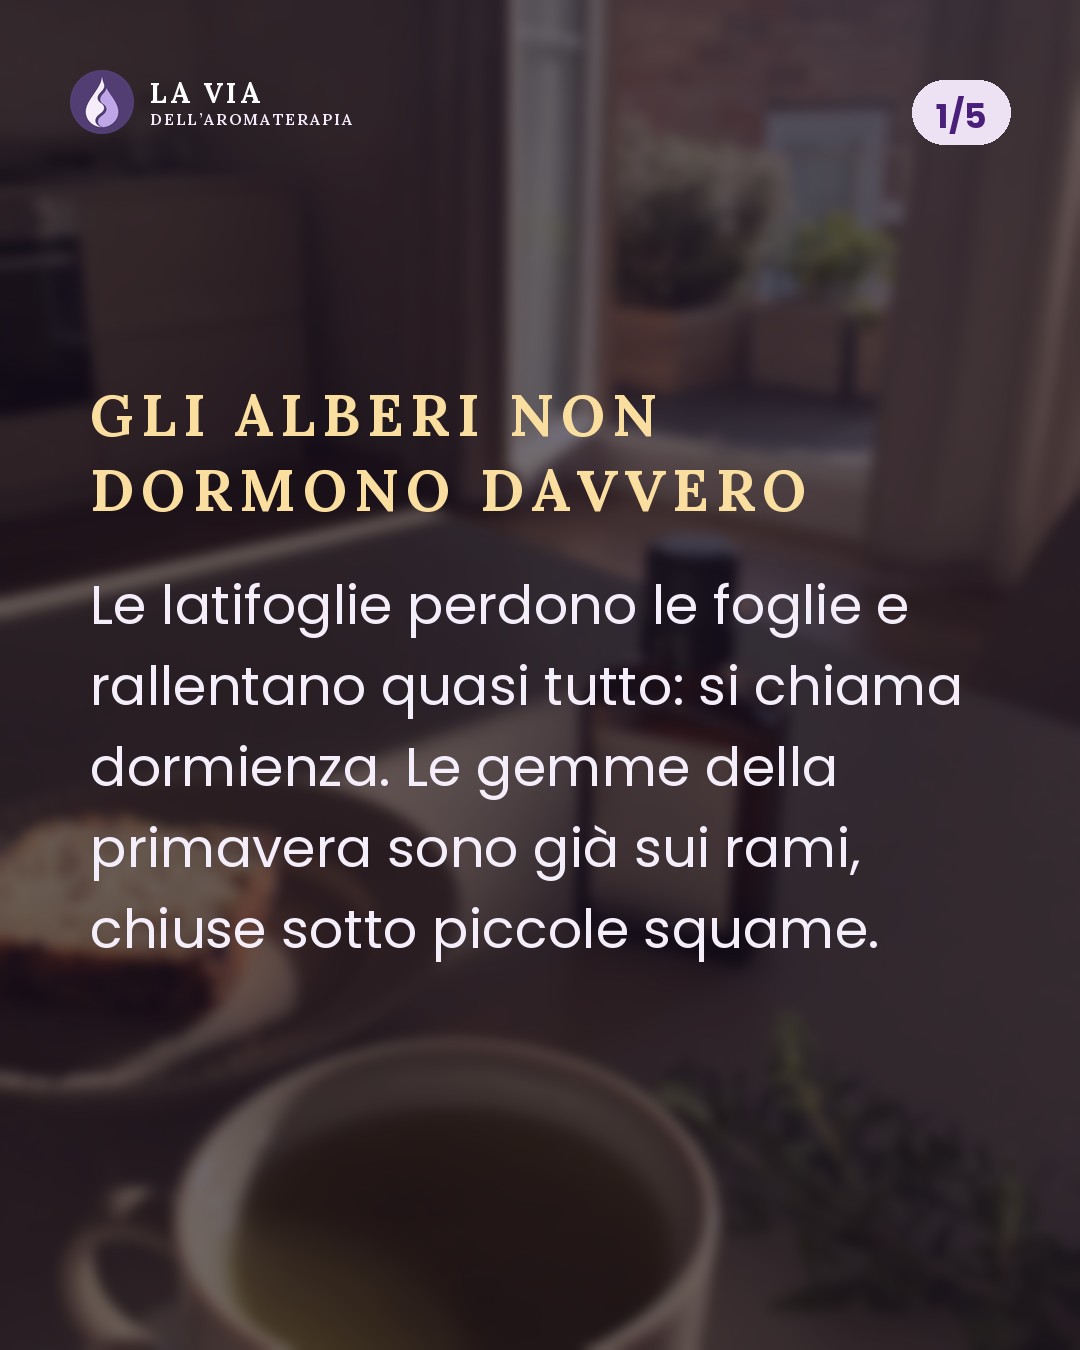 LA VIA
DELL'AROMATERAPIA
1/5
GLI ALBERI NON
DORMONO DAVVERO
Le latifoglie perdono le foglie e
rallentano quasi tutto: si chiama
dormienza. Le gemme della
primavera sono già sui rami,
chiuse sotto piccole squame.